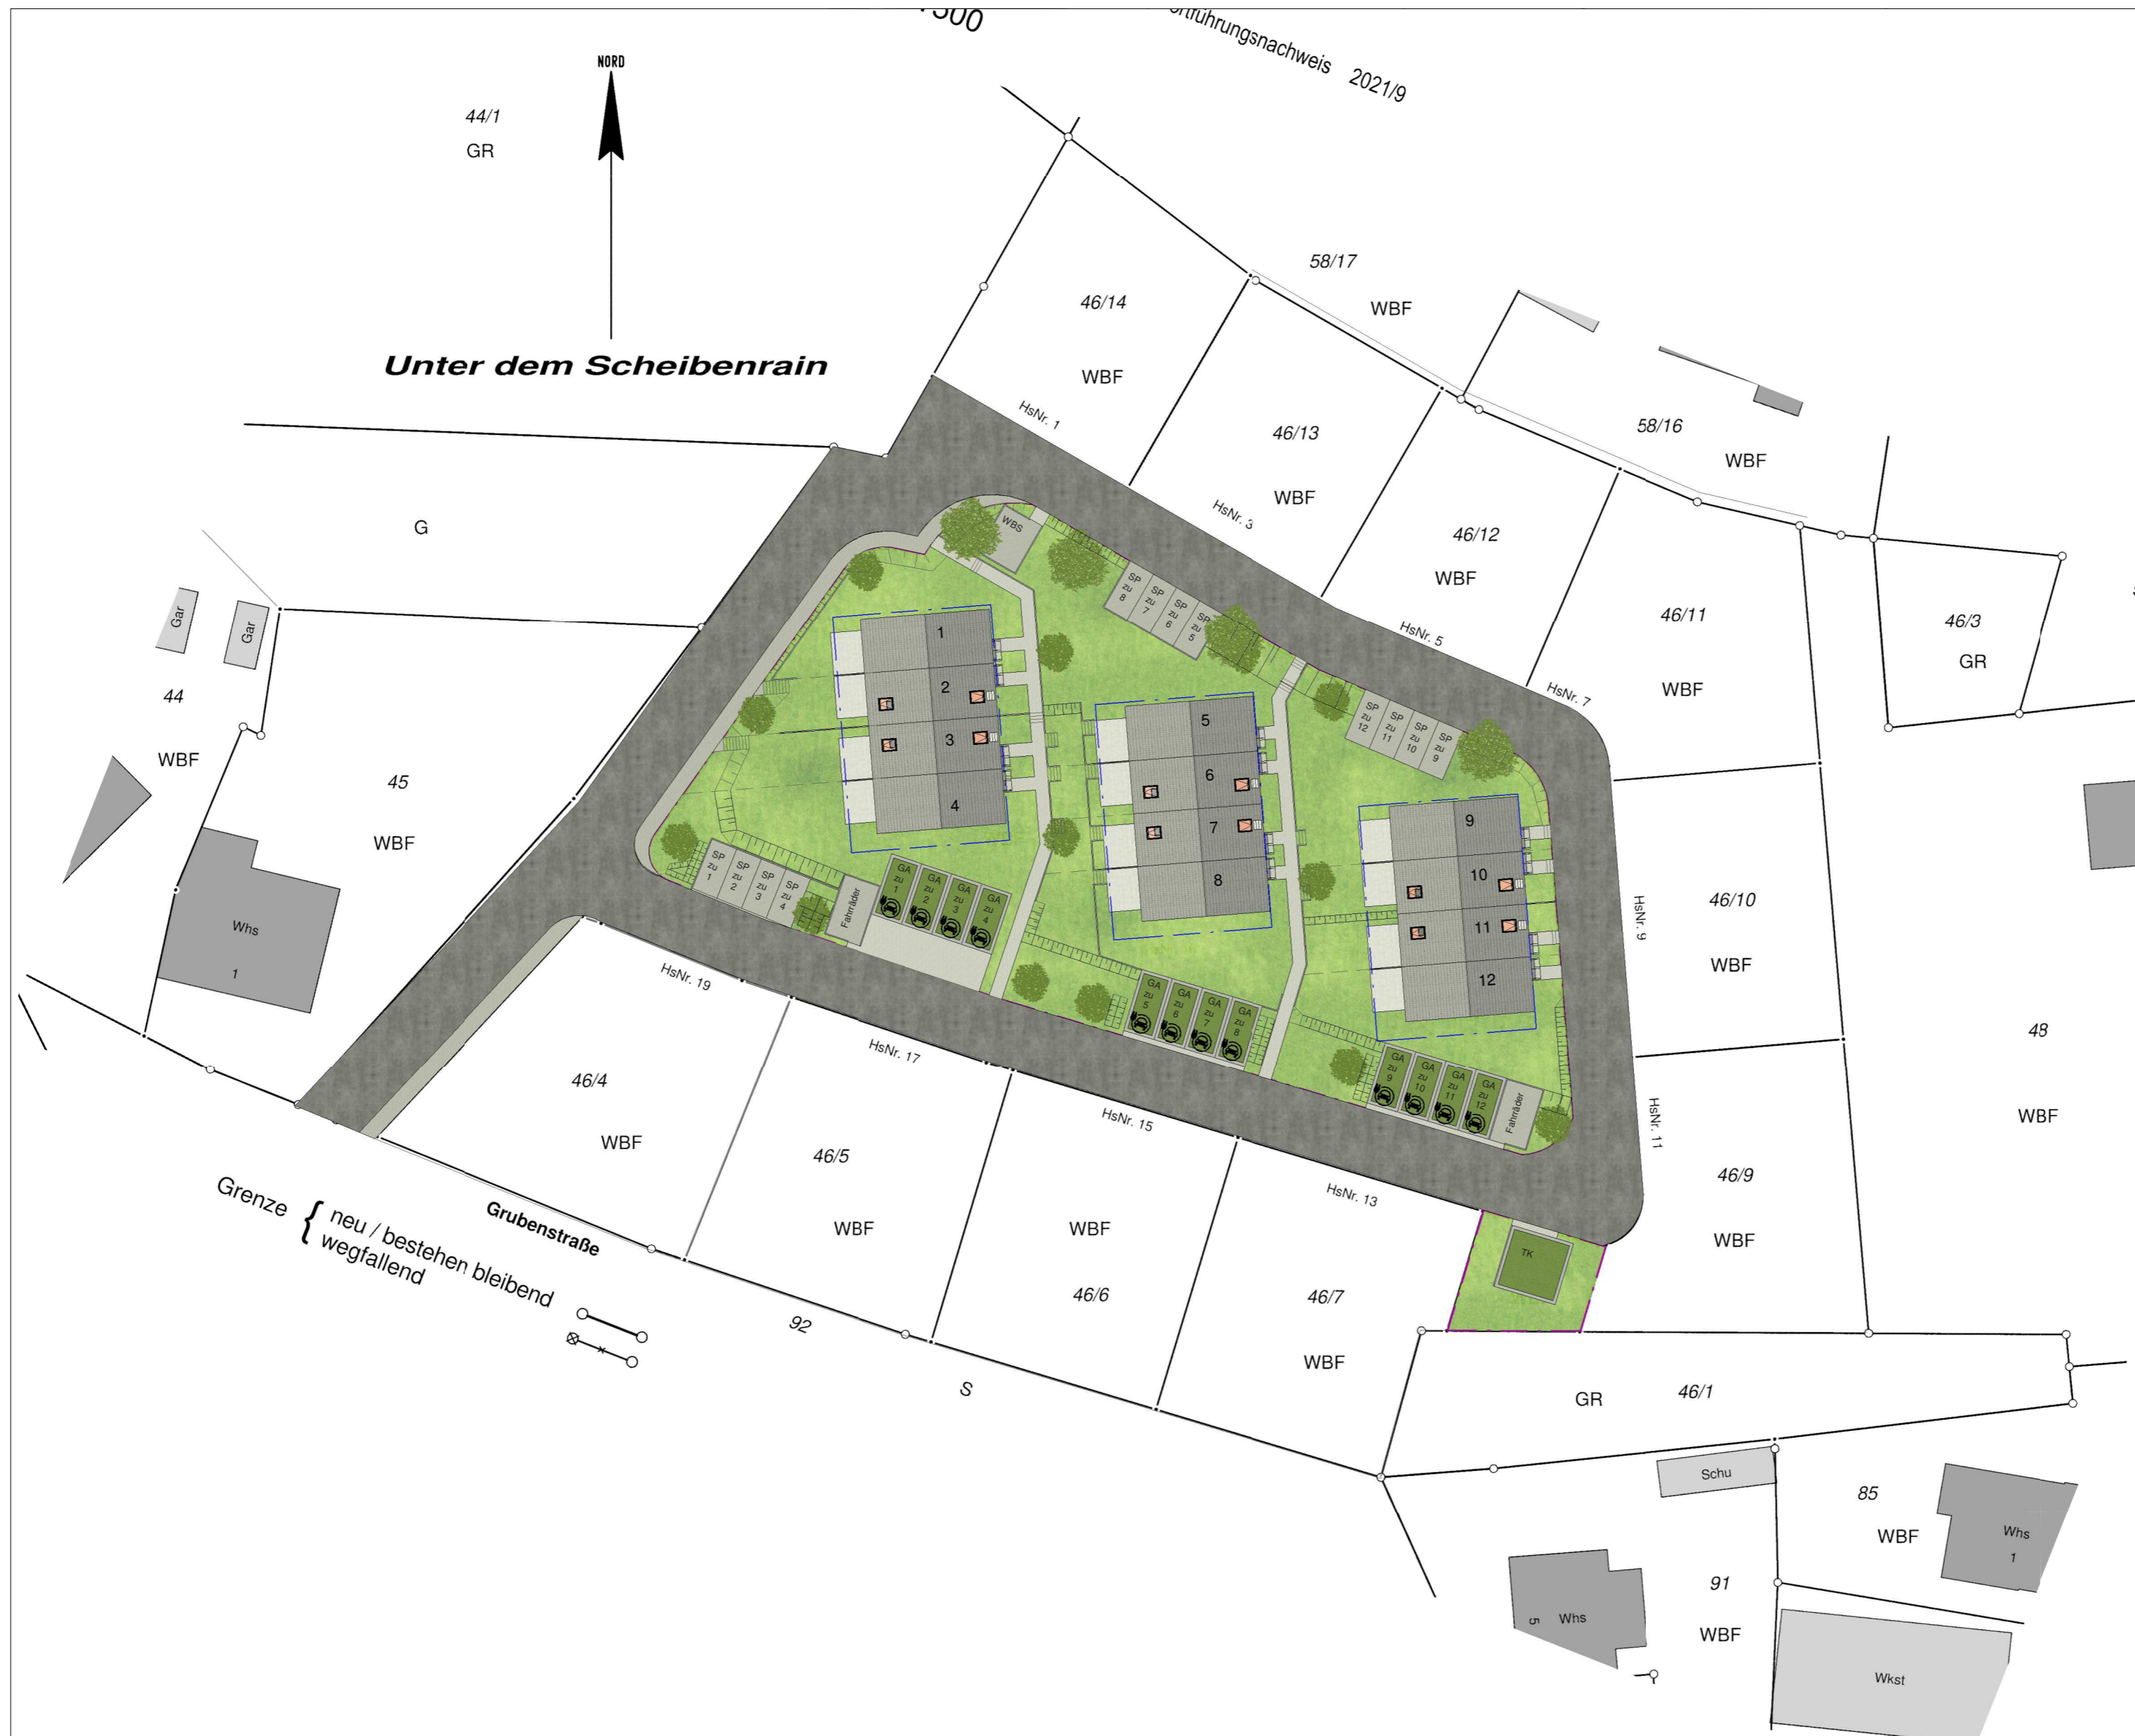 2021/9
NORD
44/1
GR
Unter dem Scheibenrain
58/17
WBF
46/14
WBF
HsNr. 1
46/13
WBF
HsNr. 3
58/16
WBF
46/12
WBF
HsNr. 5
46/11
WBF
HsNr. 7
46/3
GR
G
Gar
Gar
44
WBF
45
WBF
Whs
1
WBS
SP
zu
8
SP
zu
7
SP
zu
6
SP
zu
5
1
2
3
4
5
6
7
8
SP
zu
12
SP
zu
11
SP
zu
10
SP
zu
9
9
10
11
12
SP
zu
1
SP
zu
2
SP
zu
3
SP
zu
4
Fahrräder
GA
zu
1
GA
zu
2
GA
zu
3
GA
zu
4
GA
zu
5
GA
zu
6
GA
zu
7
GA
zu
8
GA
zu
9
GA
zu
10
GA
zu
11
GA
zu
12
Fahrräder
HsNr. 9
46/10
WBF
48
WBF
HsNr. 11
46/9
WBF
HsNr. 19
HsNr. 17
HsNr. 15
HsNr. 13
46/4
WBF
46/5
WBF
WBF
46/6
46/7
WBF
TK
Grubenstraße
Grenze { neu / bestehen bleibend
wegfallend
92
S
GR
46/1
Schu
85
WBF
Whs
1
91
WBF
Whs
5
Wkst